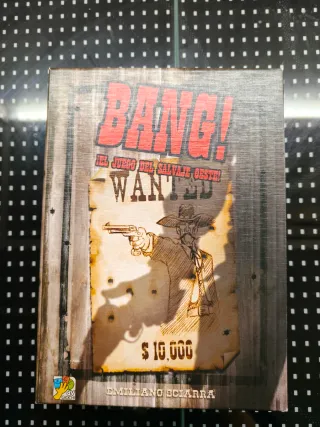 BANG!
¡EL JUEGO DEL SALVAJE OESTE!
WANTED
$ 10,000
EMILIANO SCIARRA